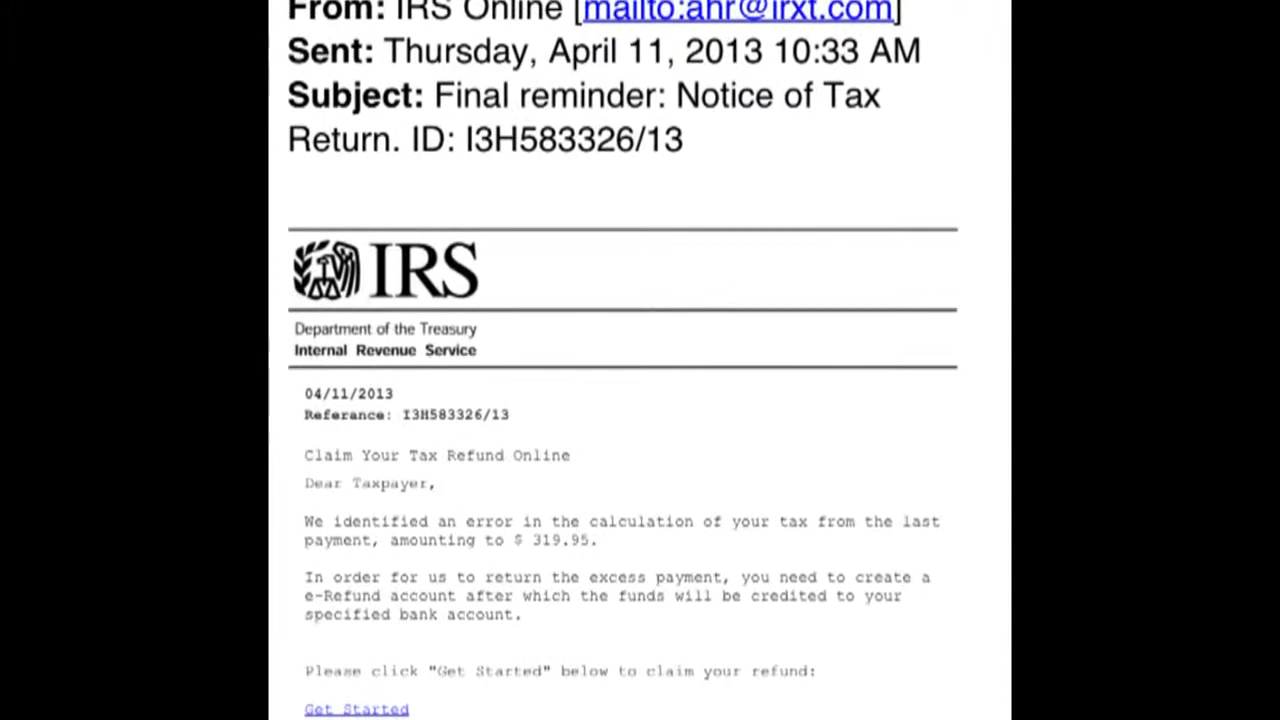 From: IRS Online [mailto:ahr@irxt.com]
Sent: Thursday, April 11, 2013 10:33 AM
Subject: Final reminder: Notice of Tax
Return. ID: I3H583326/13
IRS
Department of the Treasury
Internal Revenue Service
04/11/2013
Referance: I3H583326/13
Claim Your Tax Refund Online
Dear Taxpayer,
We identified an error in the calculation of your tax from the last
payment, amounting to $ 319.95.
In order for us to return the excess payment, you need to create a
e-Refund account after which the funds will be credited to your
specified bank account.
Please click "Get Started" below to claim your refund:
Get Started